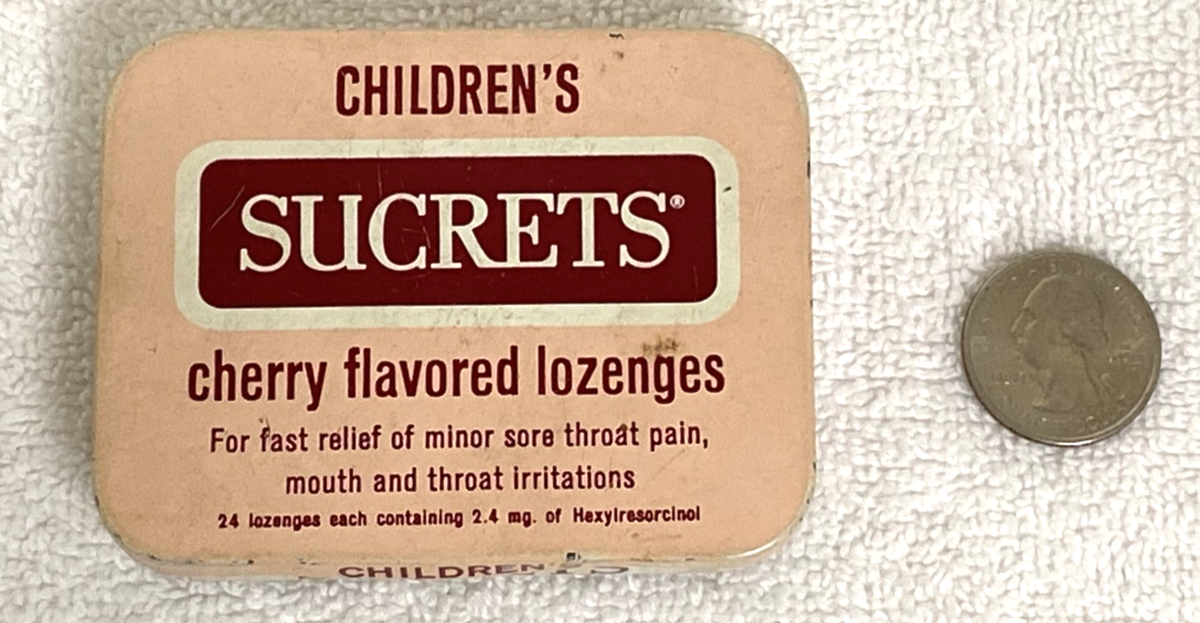 CHILDREN'S
SUCRETS®
cherry flavored lozenges
For fast relief of minor sore throat pain,
mouth and throat irritations
24 lozenges each containing 2.4 mg. of Hexylresorcinol
CHILDREN'S